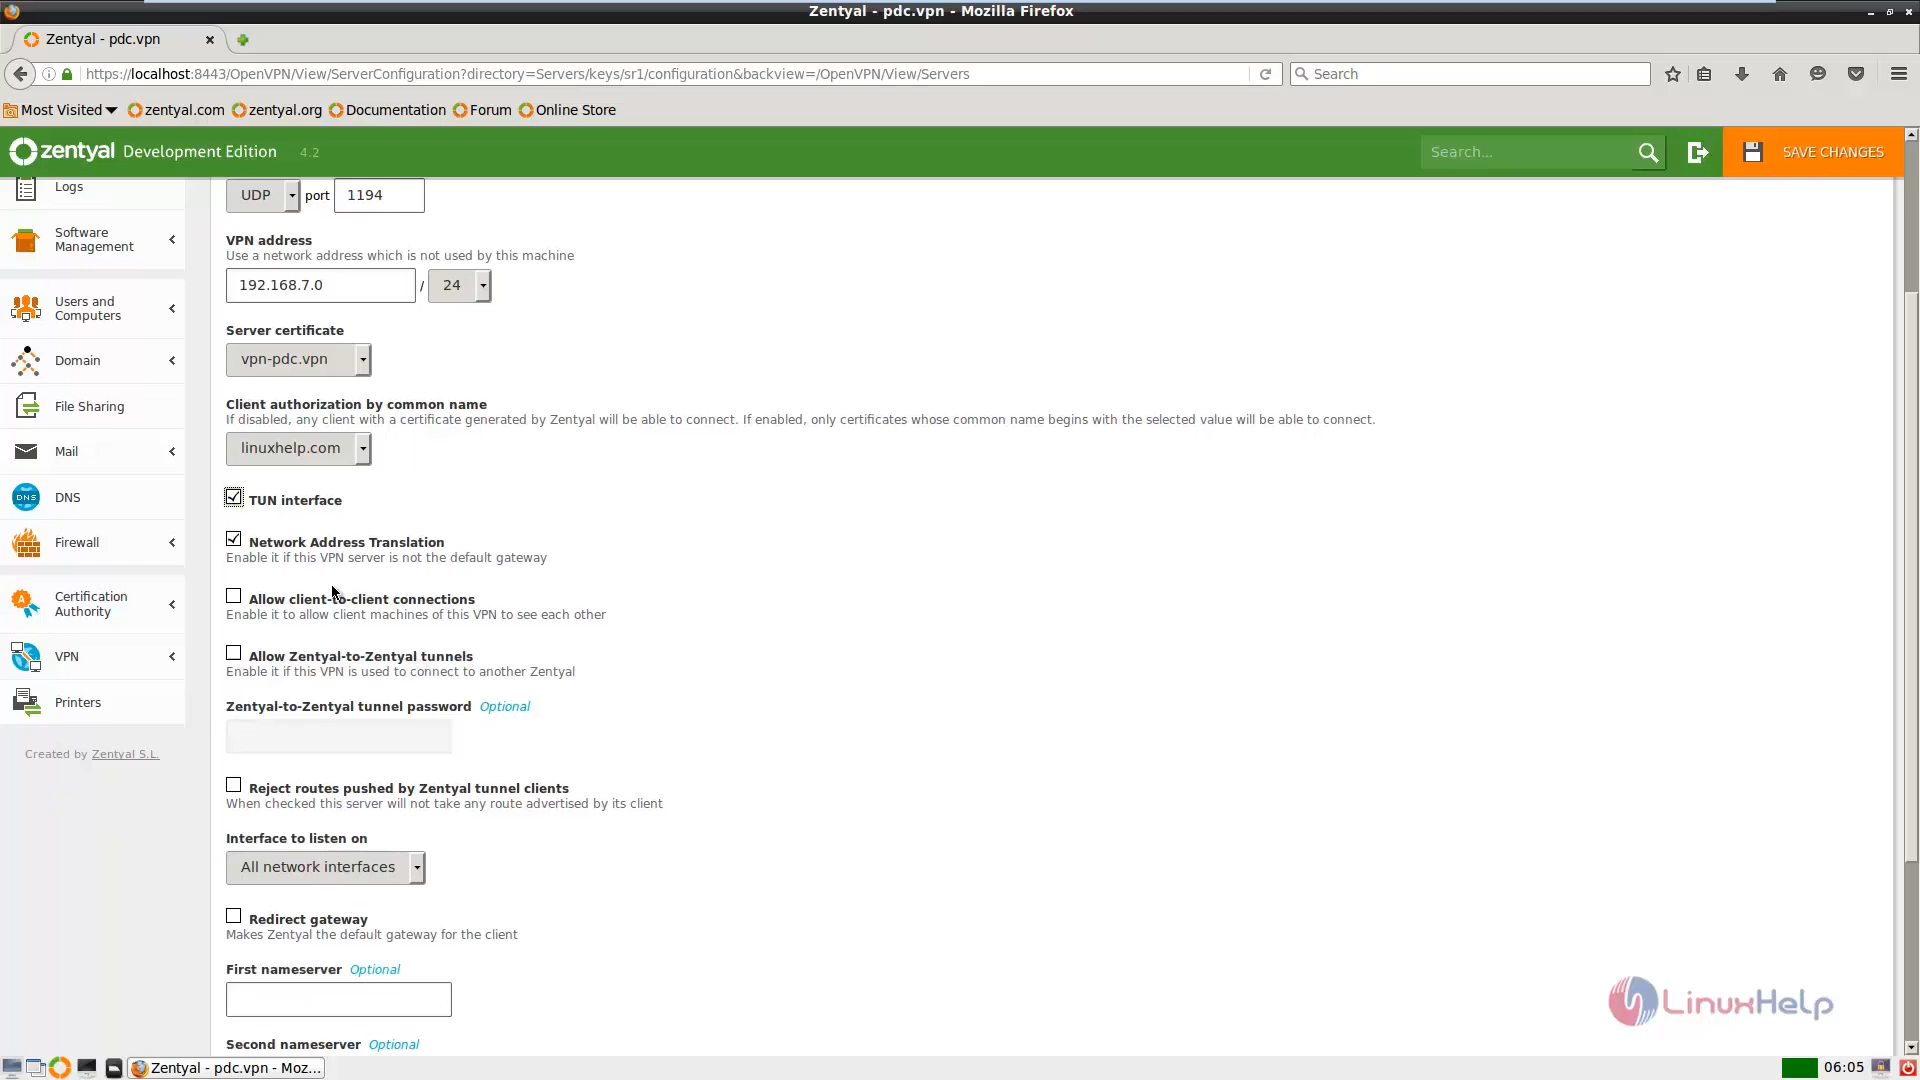 Zentyal - pdc.vpn - Mozilla Firefox
Zentyal - pdc.vpn
https://localhost:8443/OpenVPN/View/ServerConfiguration?directory=Servers/keys/sr1/configuration&backview=/OpenVPN/View/Servers
Search
Most Visited
zentyal.com
zentyal.org
Documentation
Forum
Online Store
zentyal Development Edition 4.2
Search...
SAVE CHANGES
Logs
Software
Management
Users and
Computers
Domain
File Sharing
Mail
DNS
DNS
Firewall
Certification
Authority
VPN
Printers
Created by Zentyal S.L.
UDP port 1194
VPN address
Use a network address which is not used by this machine
192.168.7.0 / 24
Server certificate
vpn-pdc.vpn
Client authorization by common name
If disabled, any client with a certificate generated by Zentyal will be able to connect. If enabled, only certificates whose common name begins with the selected value will be able to connect.
linuxhelp.com
TUN interface
Network Address Translation
Enable it if this VPN server is not the default gateway
Allow client-to-client connections
Enable it to allow client machines of this VPN to see each other
Allow Zentyal-to-Zentyal tunnels
Enable it if this VPN is used to connect to another Zentyal
Zentyal-to-Zentyal tunnel password Optional
Reject routes pushed by Zentyal tunnel clients
When checked this server will not take any route advertised by its client
Interface to listen on
All network interfaces
Redirect gateway
Makes Zentyal the default gateway for the client
First nameserver Optional
Second nameserver Optional
LinuxHelp
Zentyal - pdc.vpn - Moz...
06:05